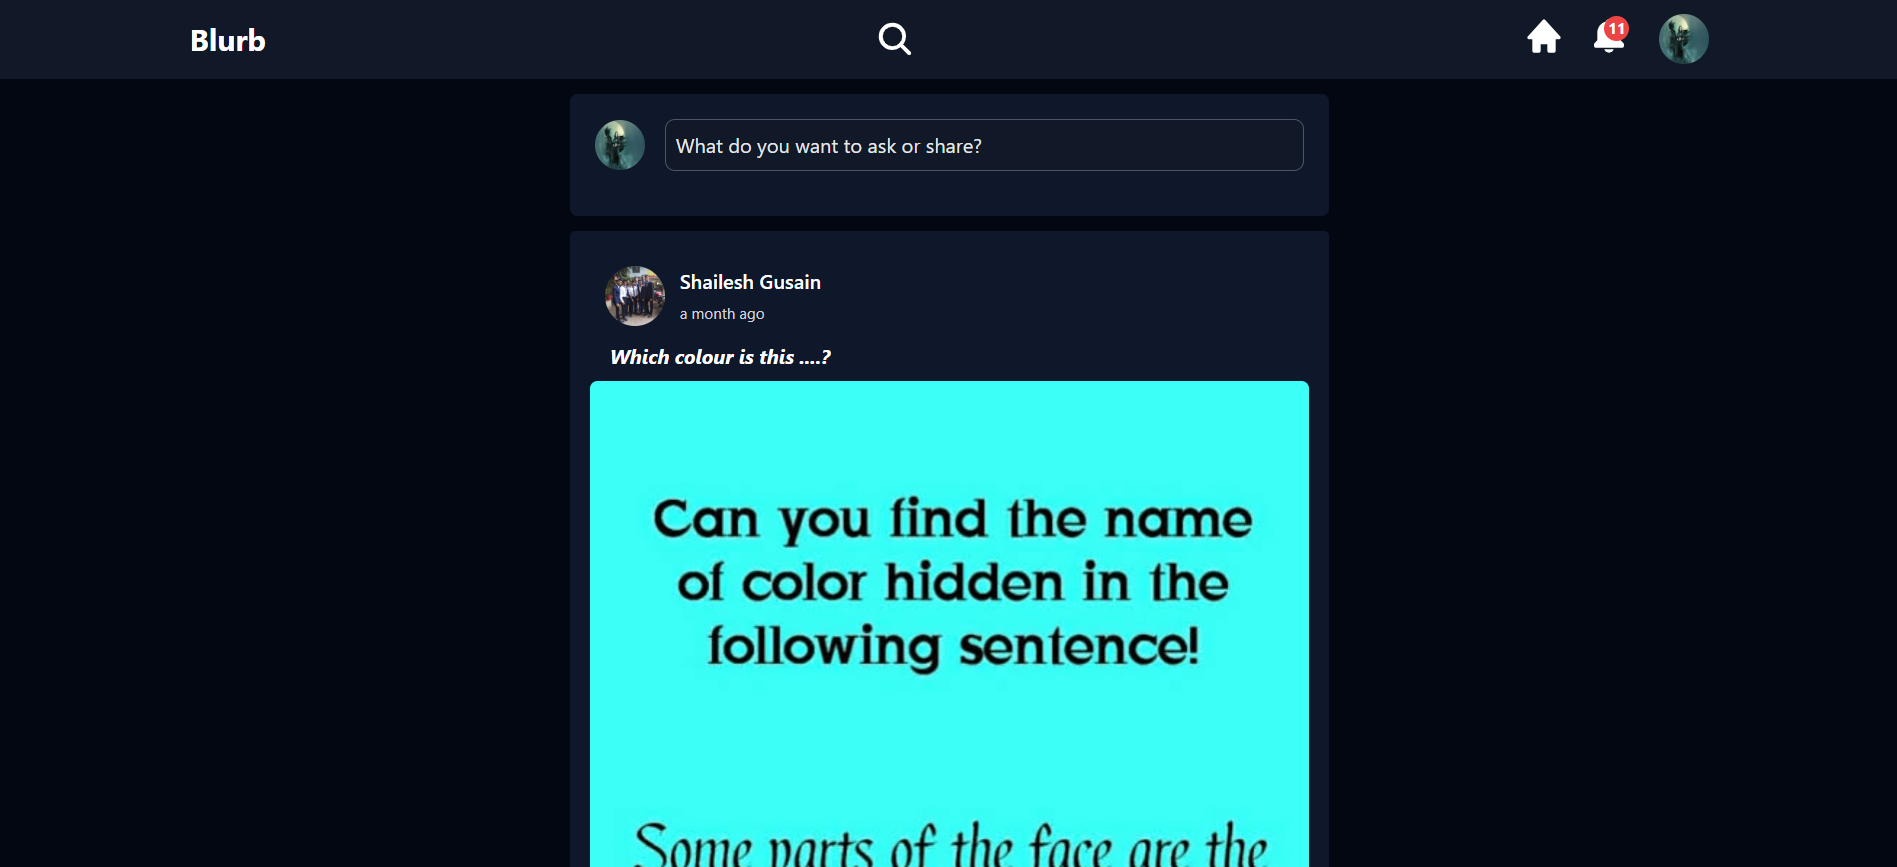 Blurb
11
What do you want to ask or share?
Shailesh Gusain
a month ago
Which colour is this ....?
Can you find the name
of color hidden in the
following sentence!
Some parts of the face are the